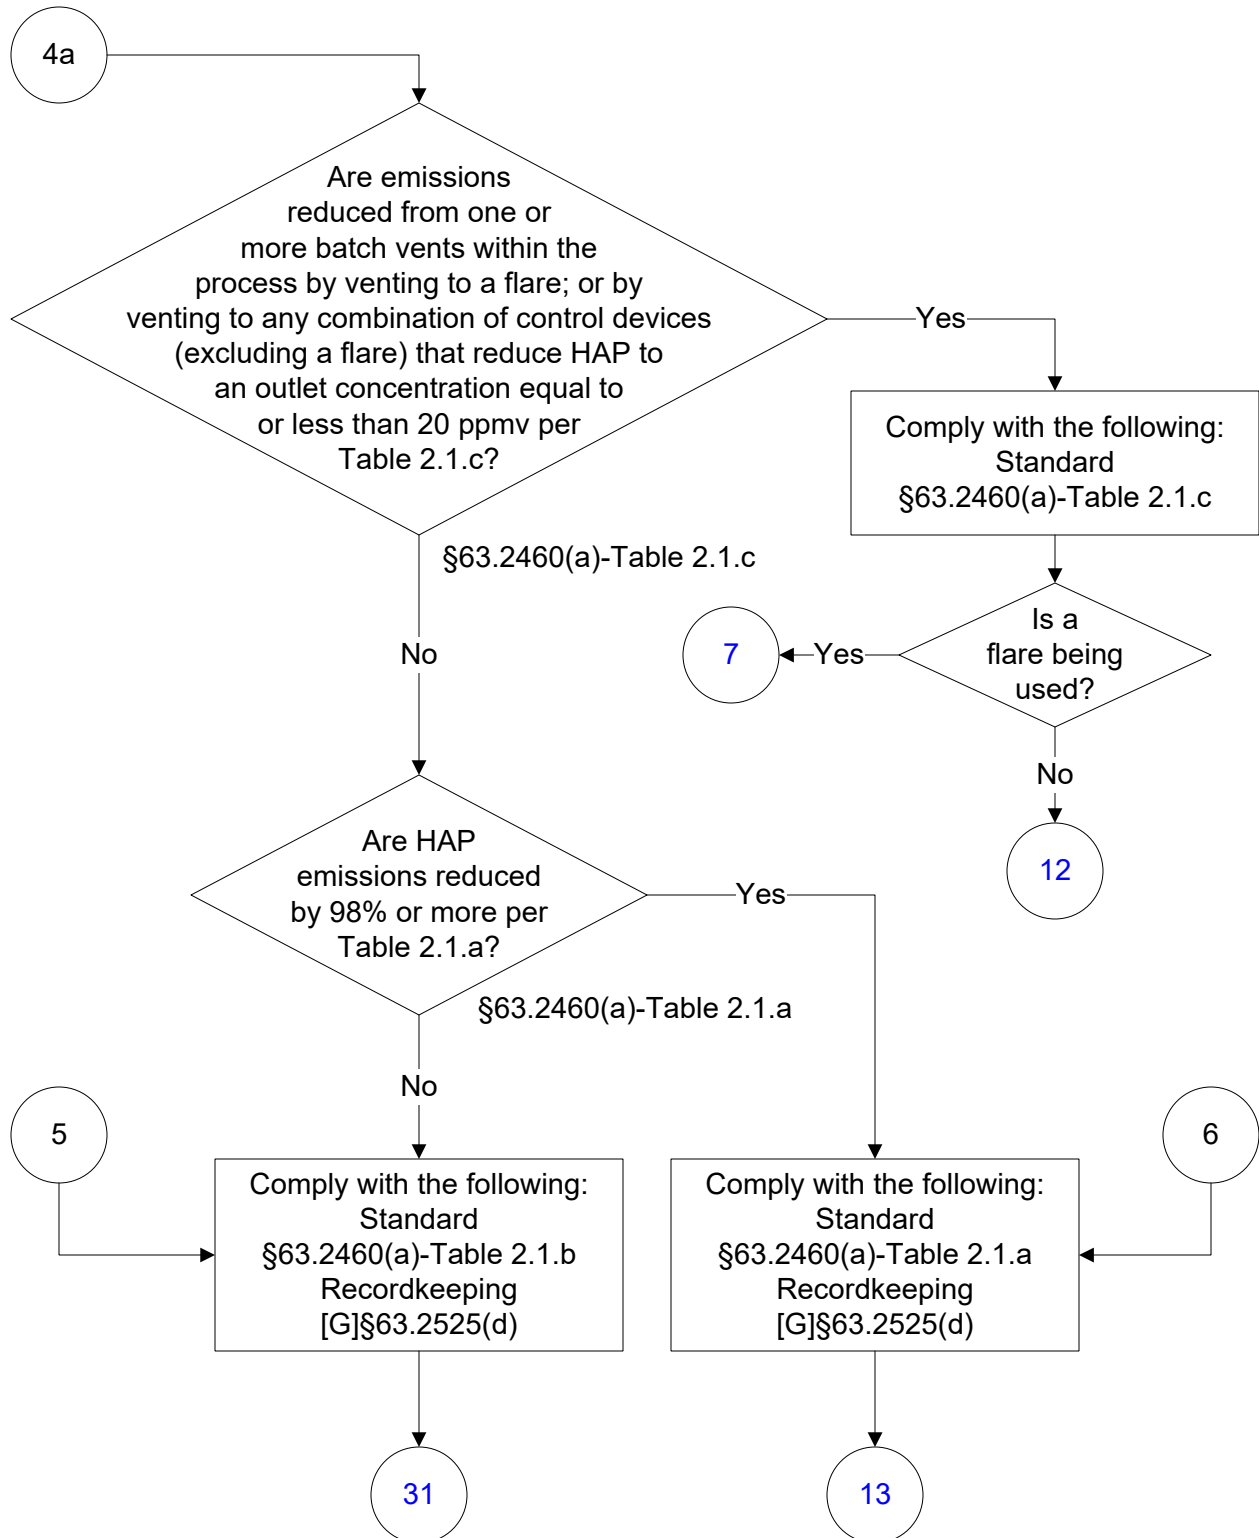 4a
Are emissions
reduced from one or
more batch vents within the
process by venting to a flare; or by
venting to any combination of control devices
(excluding a flare) that reduce HAP to
an outlet concentration equal to
or less than 20 ppmv per
Table 2.1.c?
Yes
Comply with the following:
Standard
§63.2460(a)-Table 2.1.c
§63.2460(a)-Table 2.1.c
No
Is a
flare being
used?
Yes
7
No
12
Are HAP
emissions reduced
by 98% or more per
Table 2.1.a?
Yes
§63.2460(a)-Table 2.1.a
No
5
6
Comply with the following:
Standard
§63.2460(a)-Table 2.1.b
Recordkeeping
[G]§63.2525(d)
Comply with the following:
Standard
§63.2460(a)-Table 2.1.a
Recordkeeping
[G]§63.2525(d)
31
13